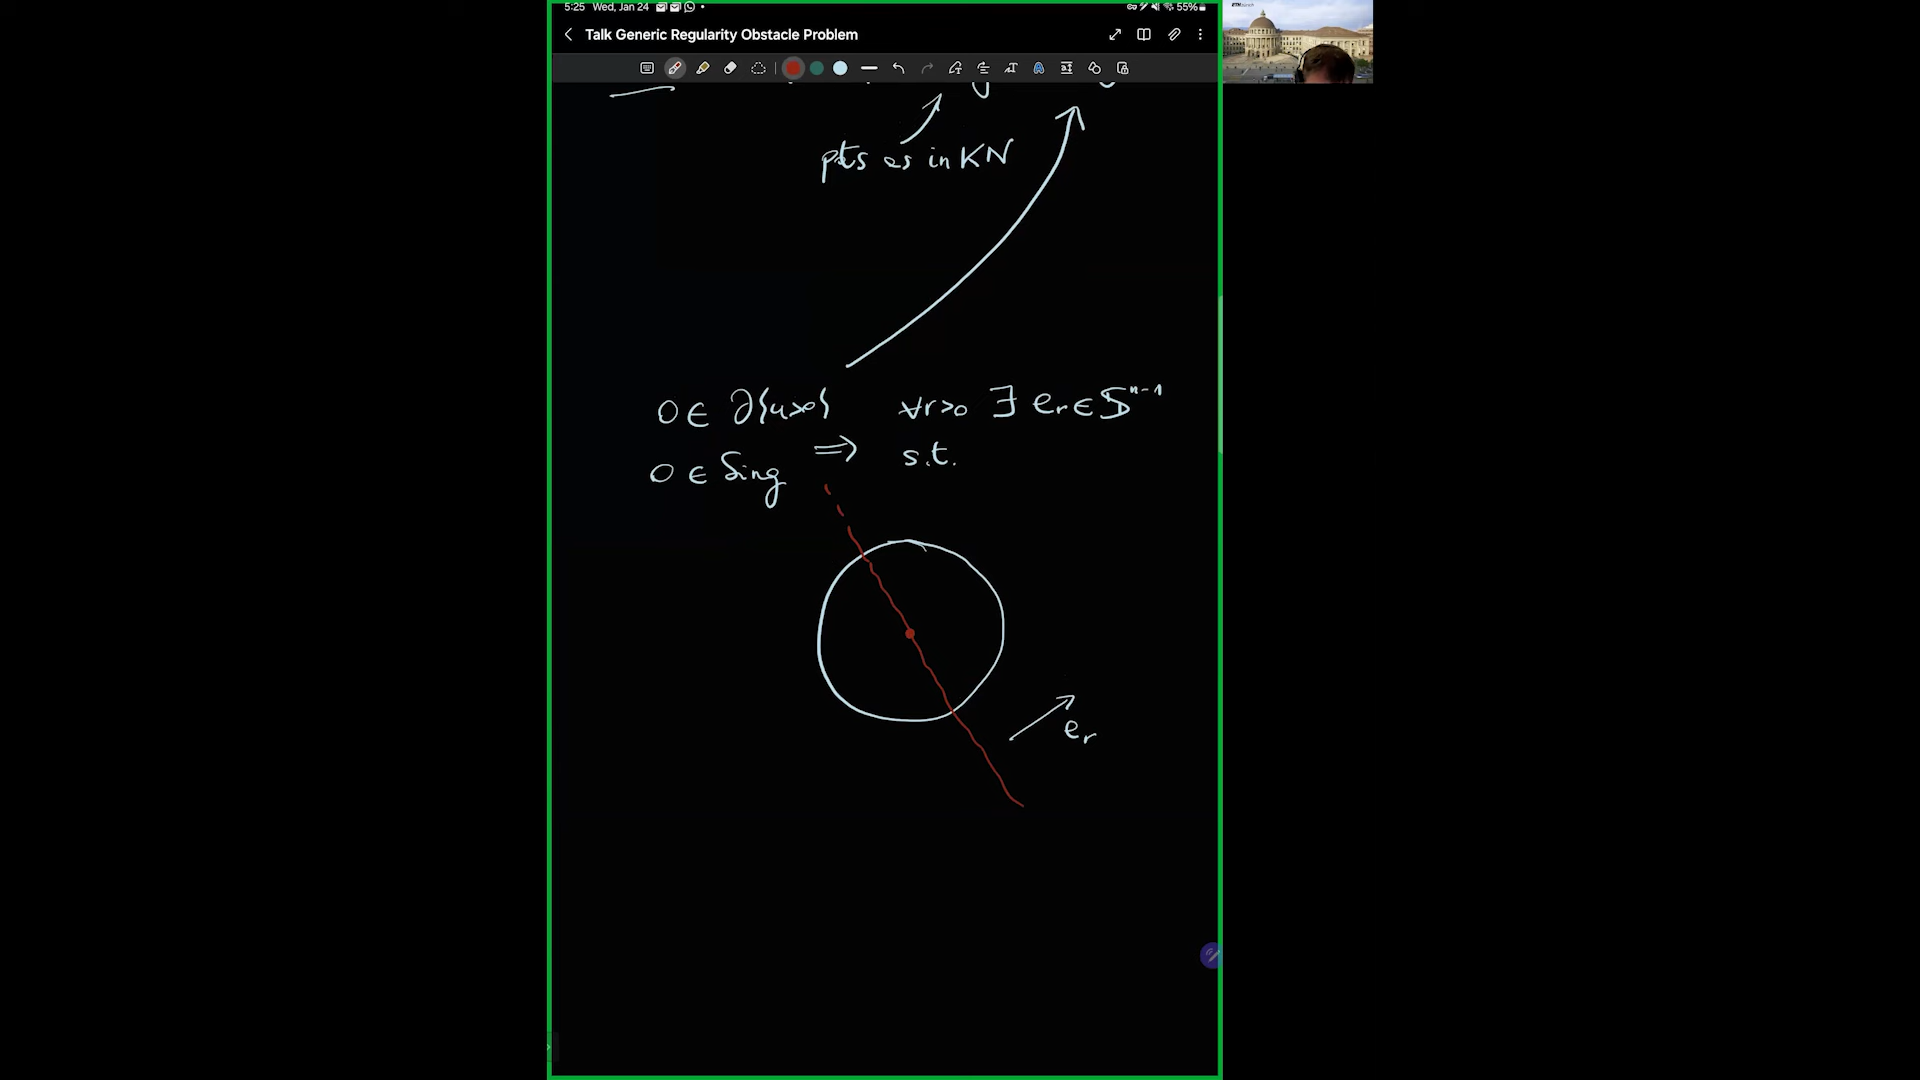 5:25 Wed, Jan 24
55%
Talk Generic Regularity Obstacle Problem
pts as in KN
0 ∈ ∂{u>0} ∀r>0 ∃ e_r ∈ S^{n-1}
⇒ s.t.
0 ∈ Sing
e_r